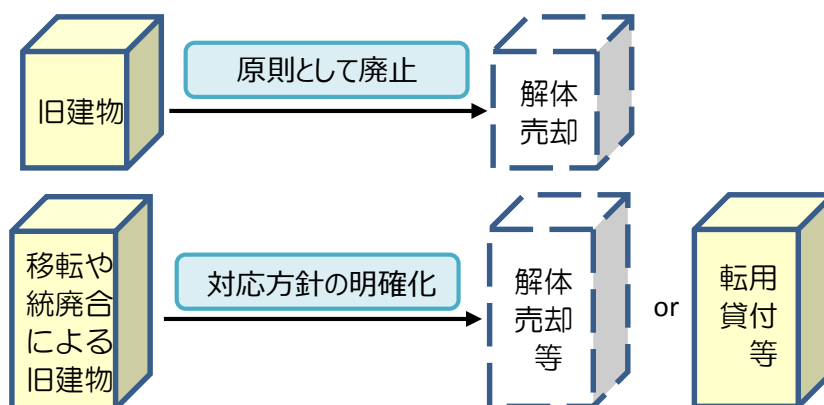 旧建物
原則として廃止
解体
売却
移転や
統廃合
による
旧建物
対応方針の明確化
解体
売却
等
or
転用
貸付
等